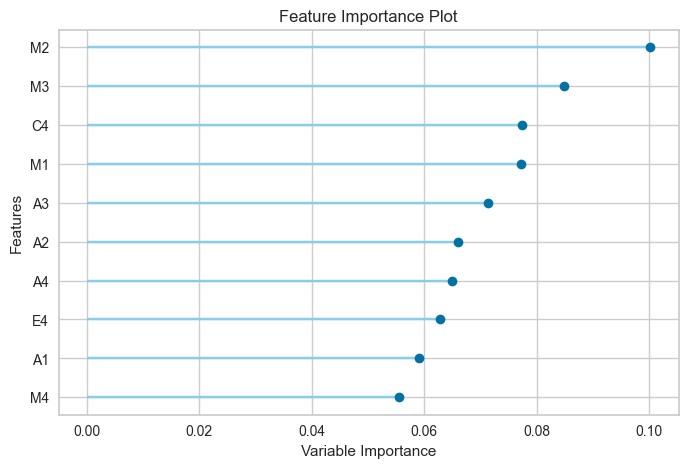 Feature Importance Plot
M2
M3
C4
M1
A3
A2
A4
E4
A1
M4
Features
0.00 0.02 0.04 0.06 0.08 0.10
Variable Importance